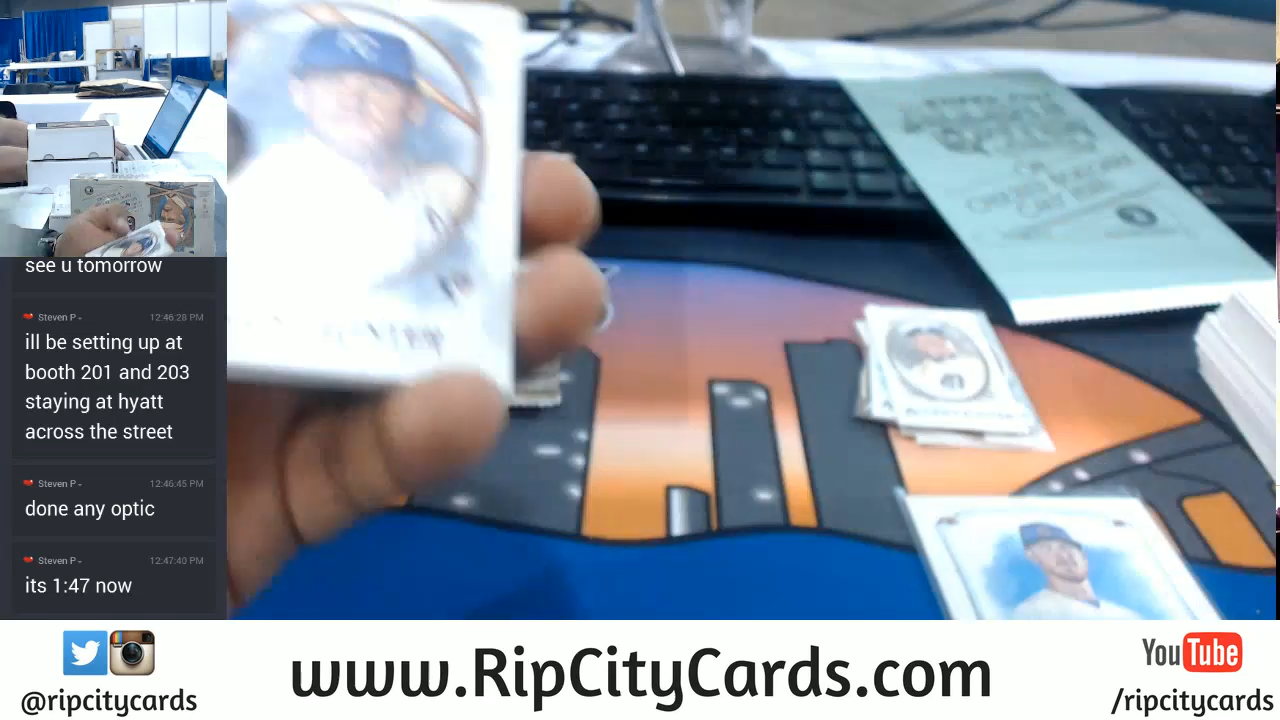 see u tomorrow
Steven P 12:46:28 PM
ill be setting up at
booth 201 and 203
staying at hyatt
across the street
Steven P 12:46:45 PM
done any optic
Steven P 12:47:40 PM
its 1:47 now
@ripcitycards
www.RipCityCards.com
YouTube
/ripcitycards